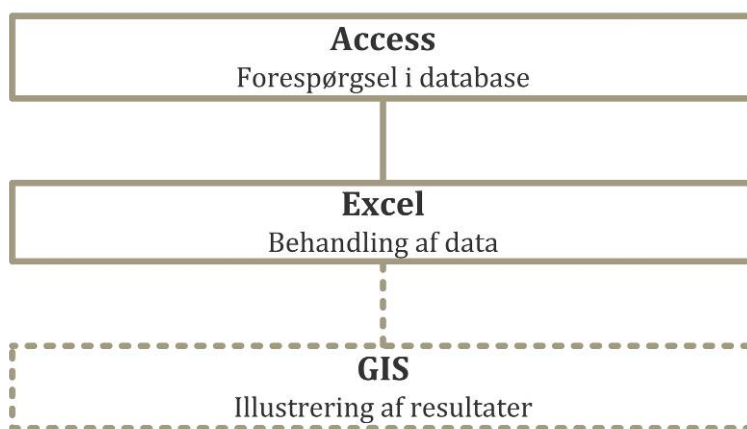 Access
Forespørgsel i database
Excel
Behandling af data
GIS
Illustrering af resultater